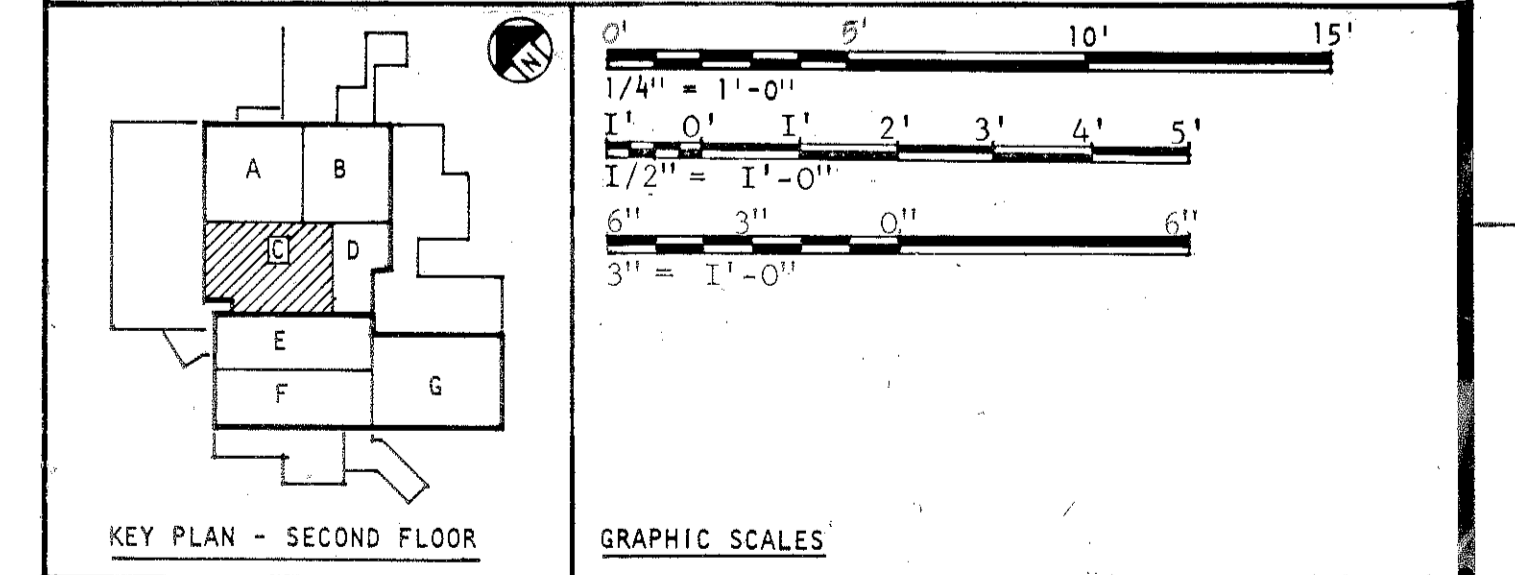 N
A B
C D
E
F G
KEY PLAN - SECOND FLOOR
0' 5' 10' 15'
1/4" = 1'-0"
1' 0' 1' 2' 3' 4' 5'
1/2" = 1'-0"
6" 3" 0" 6"
3" = 1'-0"
GRAPHIC SCALES